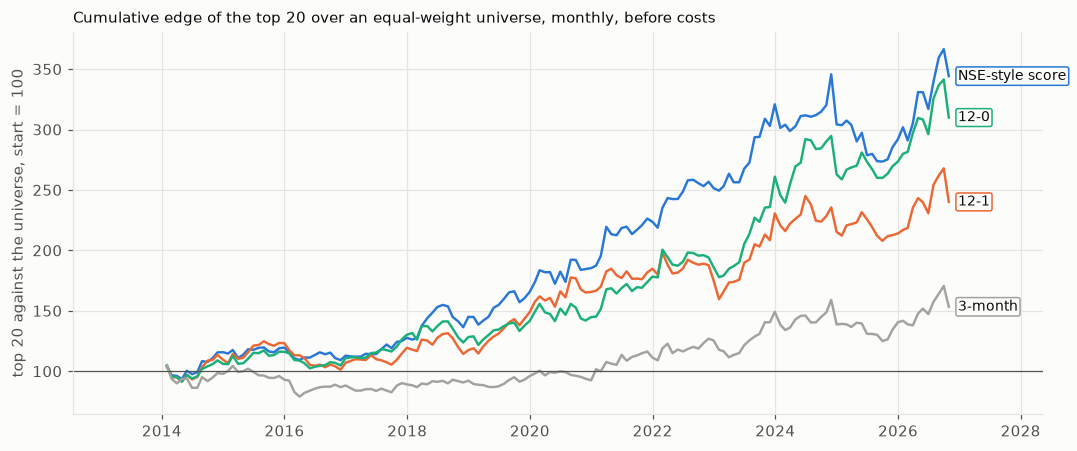 Cumulative edge of the top 20 over an equal-weight universe, monthly, before costs
top 20 against the universe, start = 100
350
300
250
200
150
100
NSE-style score
12-0
12-1
3-month
2014 2016 2018 2020 2022 2024 2026 2028